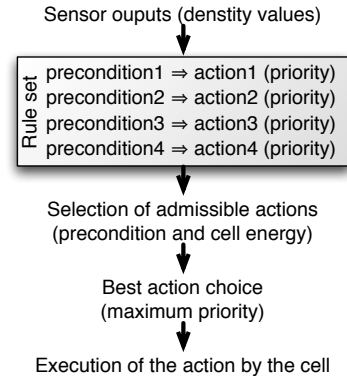 Sensor ouputs (denstity values)
Rule set
precondition1 ⇒ action1 (priority)
precondition2 ⇒ action2 (priority)
precondition3 ⇒ action3 (priority)
precondition4 ⇒ action4 (priority)
Selection of admissible actions
(precondition and cell energy)
Best action choice
(maximum priority)
Execution of the action by the cell